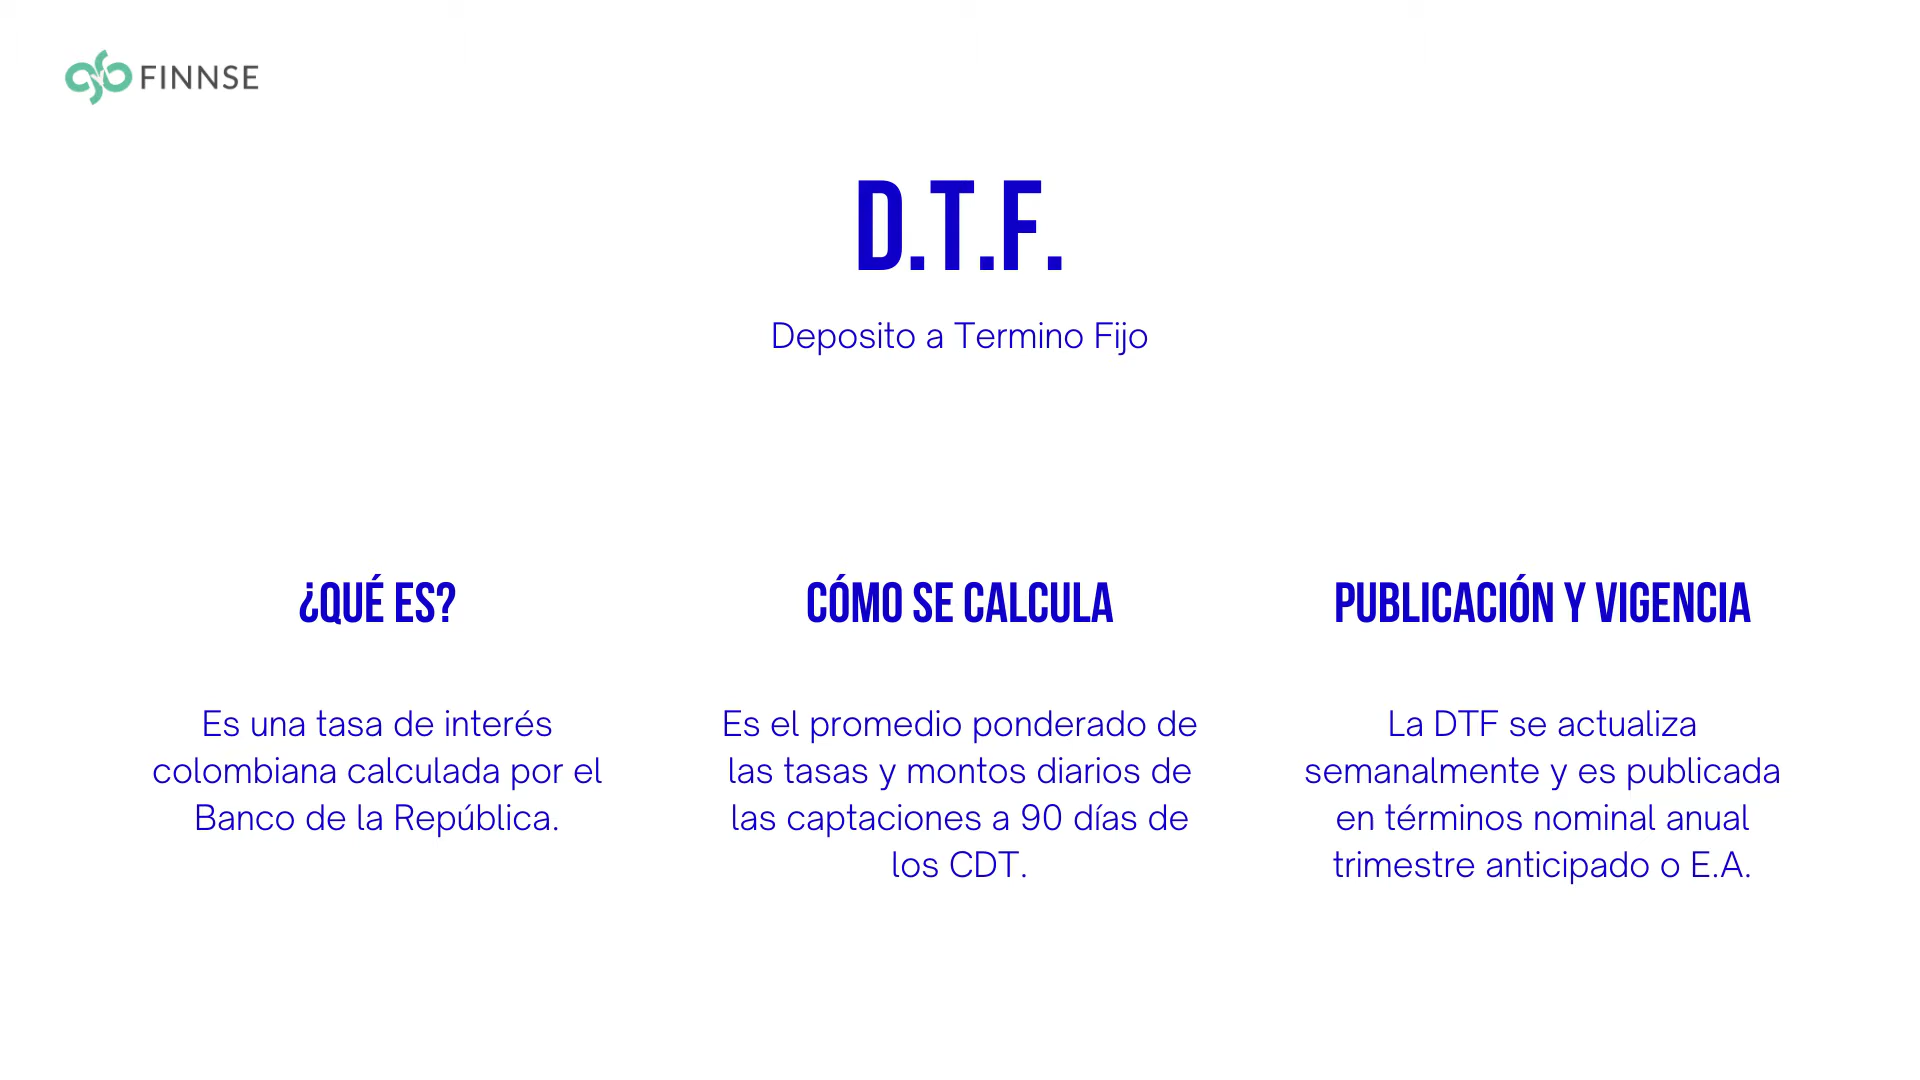 FINNSE
D.T.F.
Deposito a Termino Fijo
¿QUÉ ES?
Es una tasa de interés
colombiana calculada por el
Banco de la República.
CÓMO SE CALCULA
Es el promedio ponderado de
las tasas y montos diarios de
las captaciones a 90 días de
los CDT.
PUBLICACIÓN Y VIGENCIA
La DTF se actualiza
semanalmente y es publicada
en términos nominal anual
trimestre anticipado o E.A.